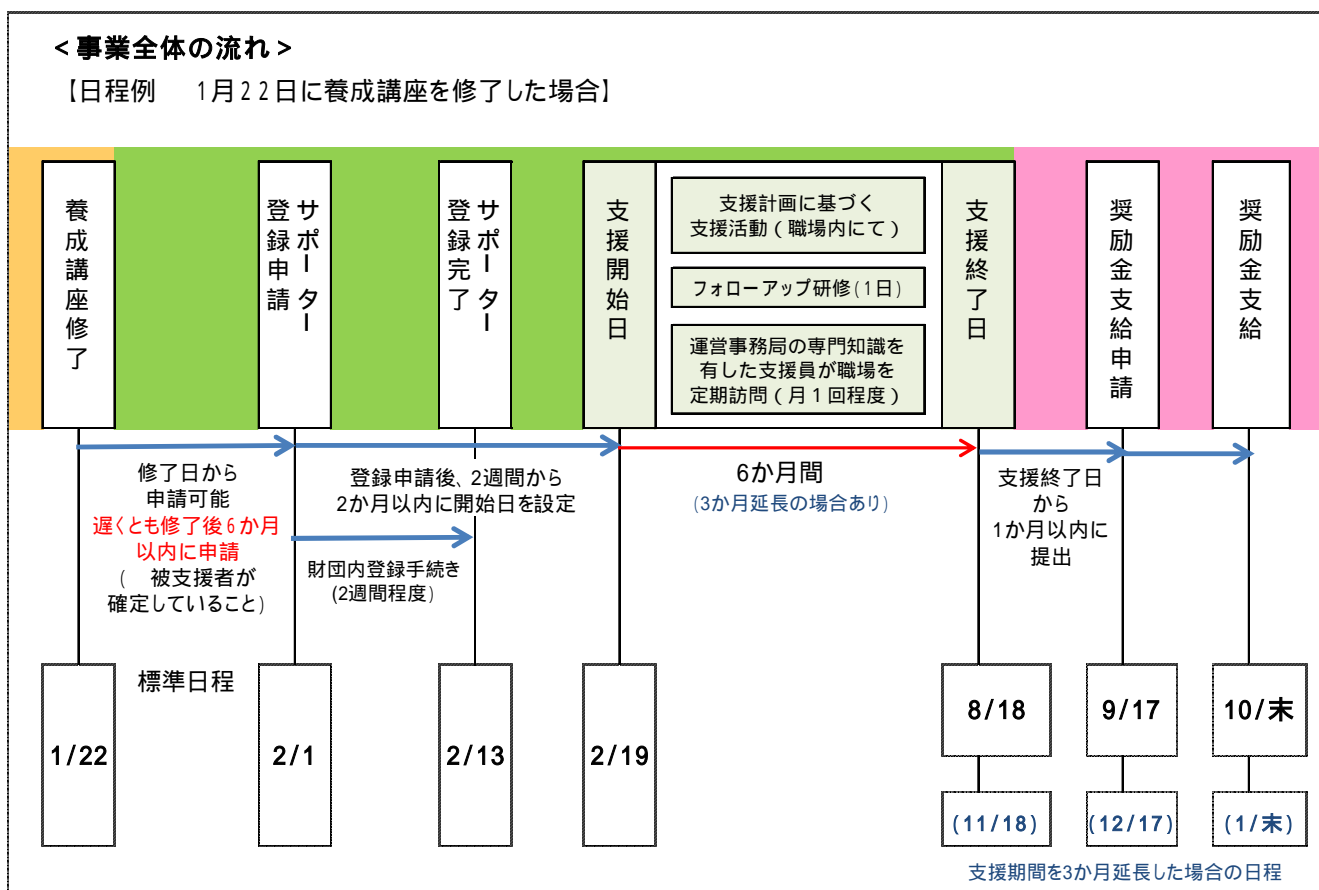 <事業全体の流れ>
【日程例　1月22日に養成講座を修了した場合】
養成講座修了
サポーター
登録申請
サポーター
登録完了
支援開始日
支援計画に基づく
支援活動(職場内にて)
フォローアップ研修(1日)
運営事務局の専門知識を
有した支援員が職場を
定期訪問(月1回程度)
支援終了日
奨励金支給申請
奨励金支給
修了日から
申請可能
遅くとも修了後6か月
以内に申請
(　被支援者が
確定していること)
登録申請後、2週間から
2か月以内に開始日を設定
財団内登録手続き
(2週間程度)
6か月間
(3か月延長の場合あり)
支援終了日
から
1か月以内に
提出
標準日程
1/22
2/1
2/13
2/19
8/18
9/17
10/末
(11/18)
(12/17)
(1/末)
支援期間を3か月延長した場合の日程